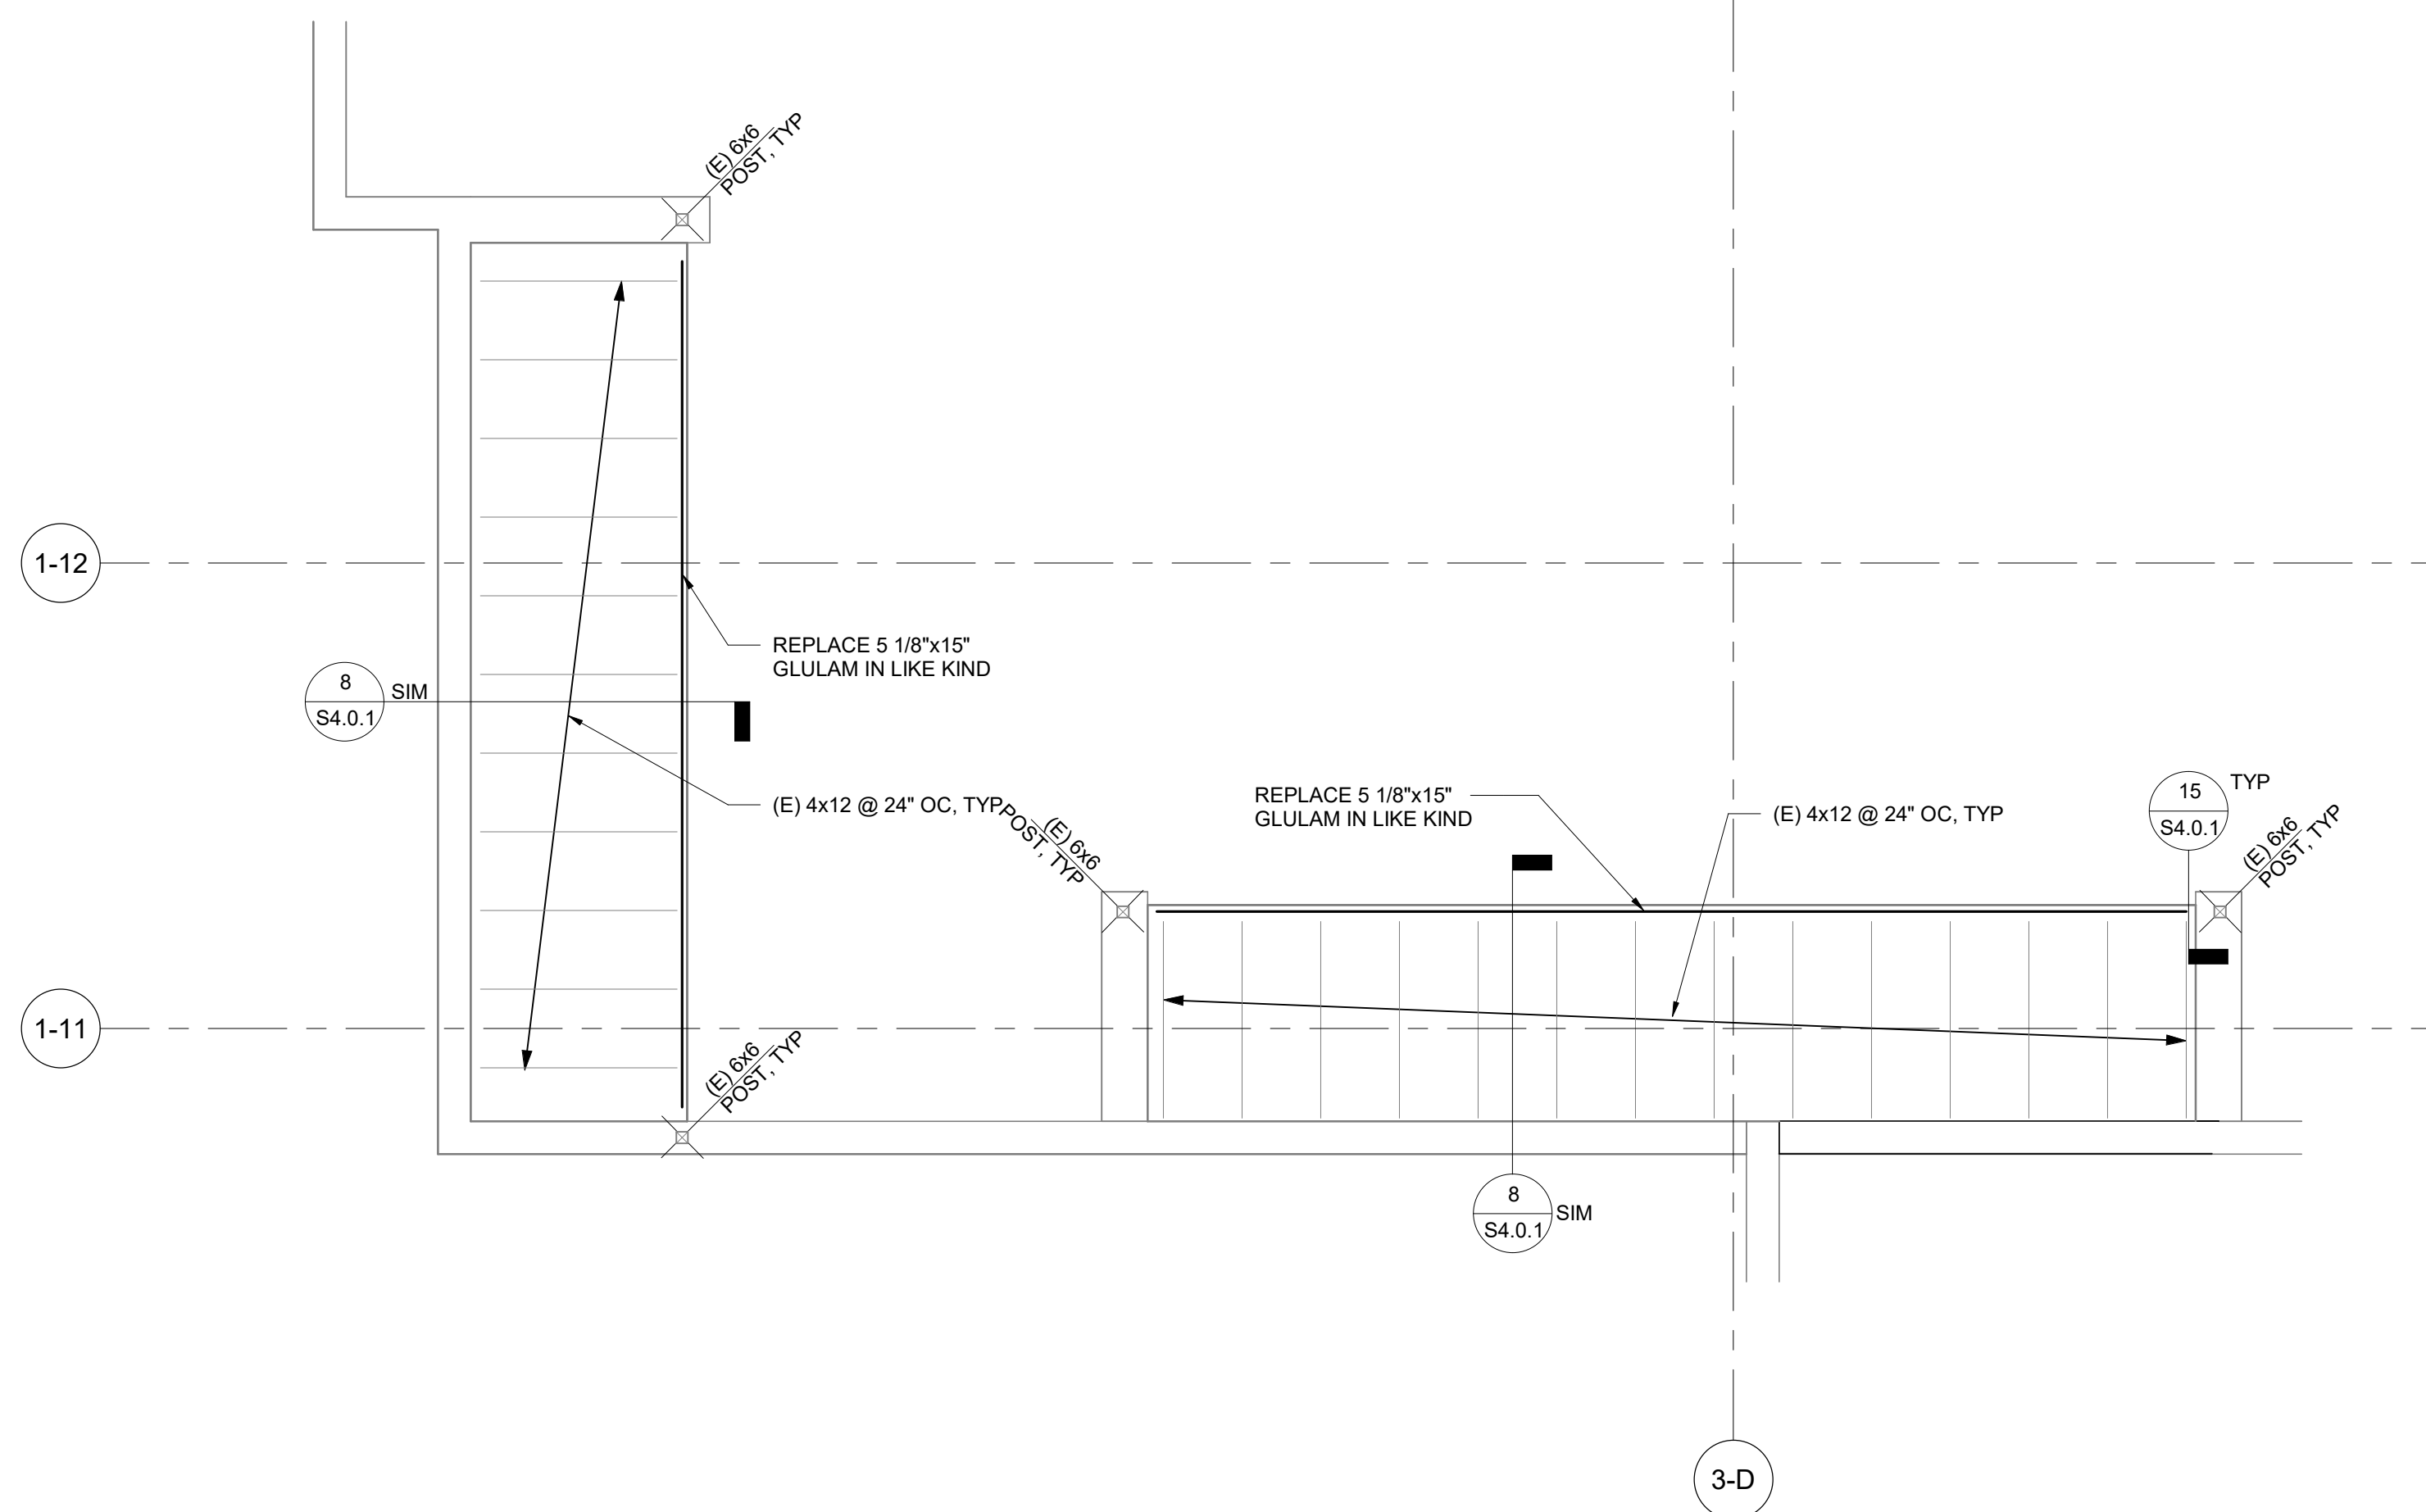 (E) 6x6
POST, TYP
1-12
REPLACE 5 1/8"x15"
GLULAM IN LIKE KIND
8
SIM
S4.0.1
(E) 4x12 @ 24" OC, TYP
(E) 6x6
POST, TYP
REPLACE 5 1/8"x15"
GLULAM IN LIKE KIND
(E) 4x12 @ 24" OC, TYP
15
TYP
S4.0.1
(E) 6x6
POST, TYP
1-11
(E) 6x6
POST, TYP
8
S4.0.1
SIM
3-D